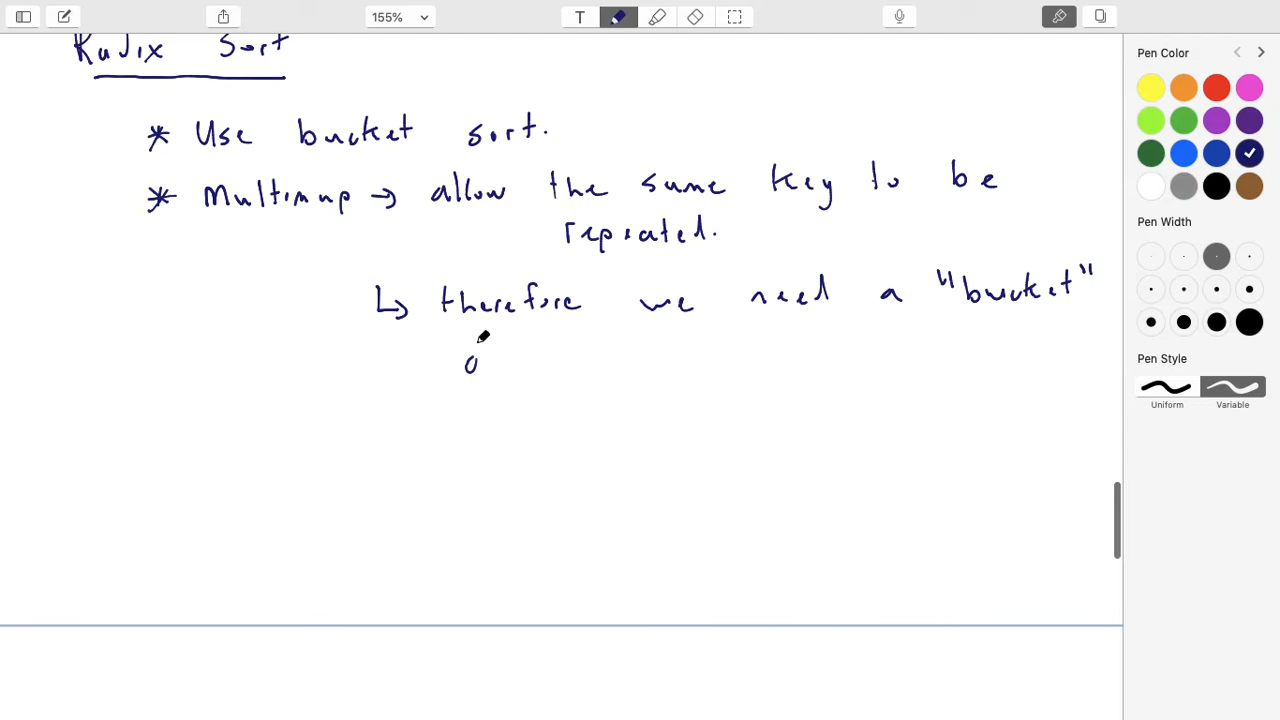 155%
T
Radix Sort
* Use bucket sort.
* Multimap → allow the same key to be
repeated.
↳ therefore we need a "bucket"
o
Pen Color
Pen Width
Pen Style
Uniform
Variable